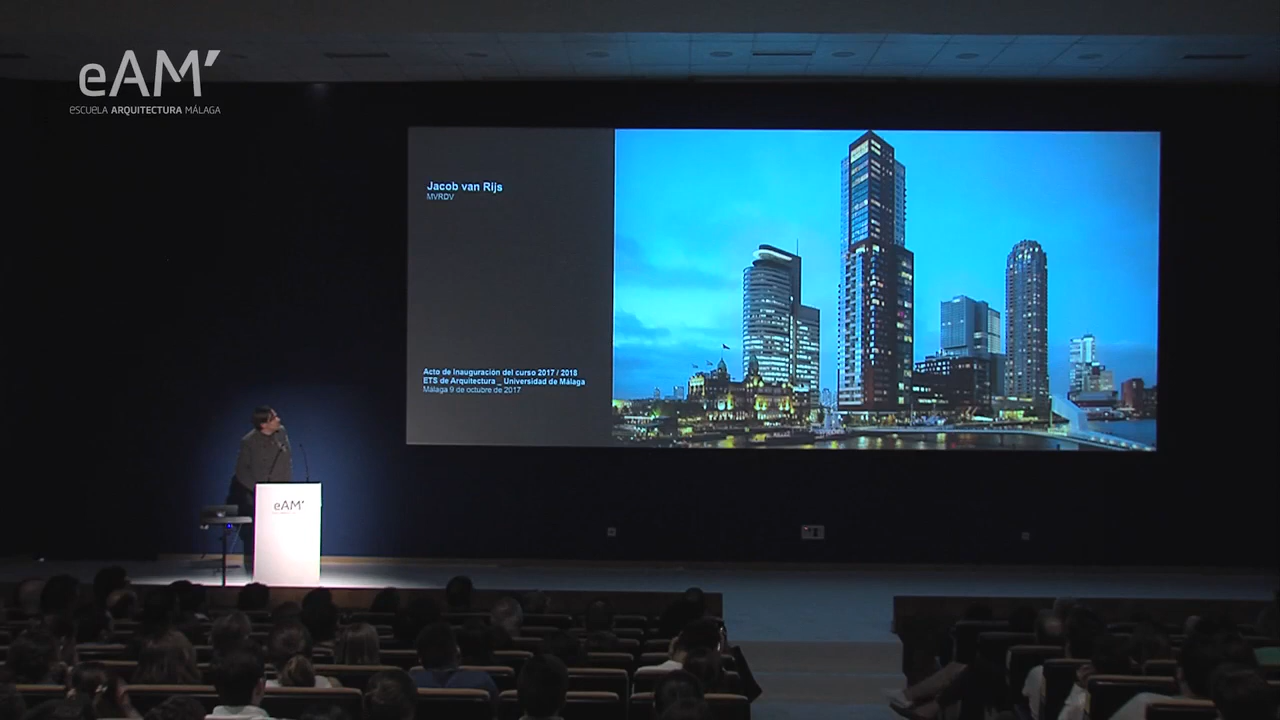 eAM'
ESCUELA ARQUITECTURA MÁLAGA
Jacob van Rijs
MVRDV
Acto de Inauguración del curso 2017 / 2018
ETS de Arquitectura _ Universidad de Málaga
Málaga 9 de octubre de 2017
eAM'